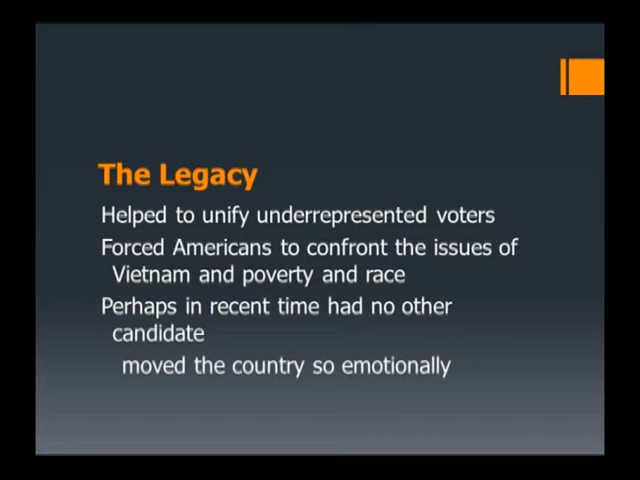 The Legacy
Helped to unify underrepresented voters
Forced Americans to confront the issues of
Vietnam and poverty and race
Perhaps in recent time had no other
candidate
moved the country so emotionally